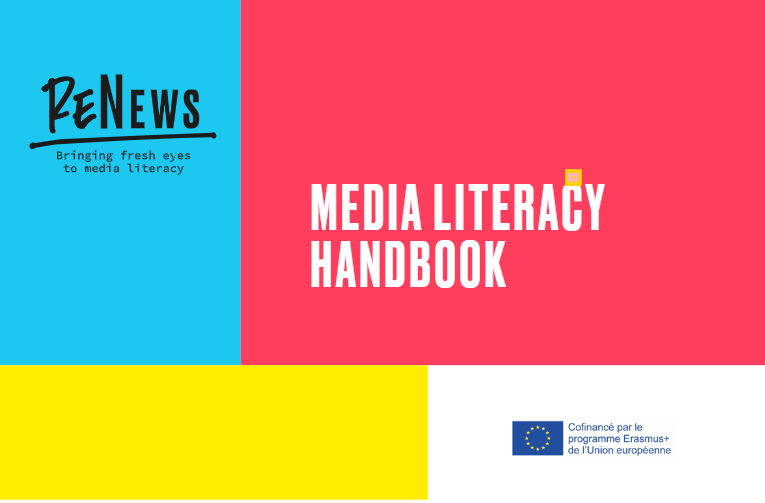 ReNews
Bringing fresh eyes
to media literacy
MEDIA LITERACY
HANDBOOK
Cofinancé par le
programme Erasmus+
de l'Union européenne